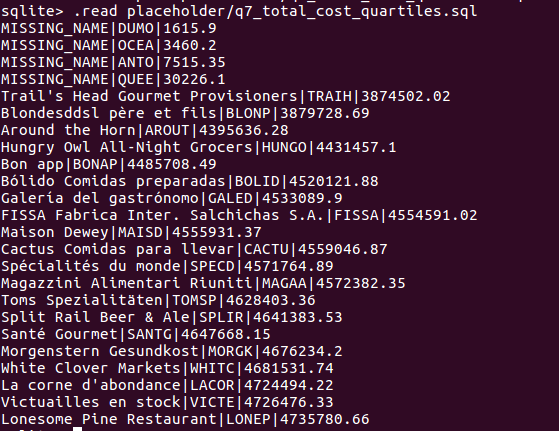 sqlite> .read placeholder/q7_total_cost_quartiles.sql
MISSING_NAME|DUMO|1615.9
MISSING_NAME|OCEA|3460.2
MISSING_NAME|ANTO|7515.35
MISSING_NAME|QUEE|30226.1
Trail's Head Gourmet Provisioners|TRAIH|3874502.02
Blondesddsl père et fils|BLONP|3879728.69
Around the Horn|AROUT|4395636.28
Hungry Owl All-Night Grocers|HUNGO|4431457.1
Bon app|BONAP|4485708.49
Bólido Comidas preparadas|BOLID|4520121.88
Galería del gastrónomo|GALED|4533089.9
FISSA Fabrica Inter. Salchichas S.A.|FISSA|4554591.02
Maison Dewey|MAISD|4555931.37
Cactus Comidas para llevar|CACTU|4559046.87
Spécialités du monde|SPECD|4571764.89
Magazzini Alimentari Riuniti|MAGAA|4572382.35
Toms Spezialitäten|TOMSP|4628403.36
Split Rail Beer & Ale|SPLIR|4641383.53
Santé Gourmet|SANTG|4647668.15
Morgenstern Gesundkost|MORGK|4676234.2
White Clover Markets|WHITC|4681531.74
La corne d'abondance|LACOR|4724494.22
Victuailles en stock|VICTE|4726476.33
Lonesome Pine Restaurant|LONEP|4735780.66